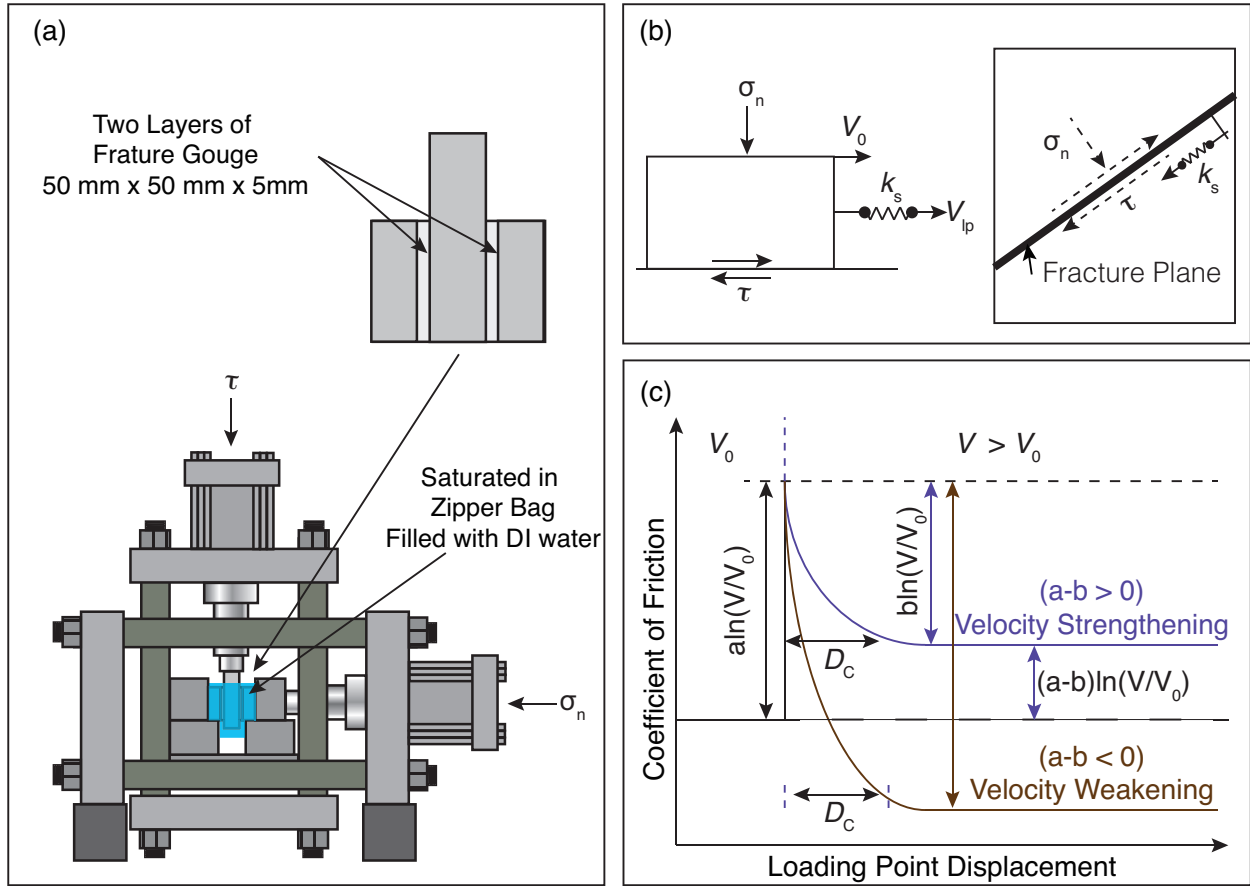 (a)
Two Layers of
Frature Gouge
50 mm x 50 mm x 5mm
τ
Saturated in
Zipper Bag
Filled with DI water
σn
(b)
σn
V0
ks
Vlp
τ
σn
ks
τ
Fracture Plane
(c)
V0
V > V0
aln(V/V0)
bln(V/V0)
(a-b > 0)
Velocity Strengthening
DC
(a-b)ln(V/V0)
(a-b < 0)
Velocity Weakening
DC
Coefficient of Friction
Loading Point Displacement